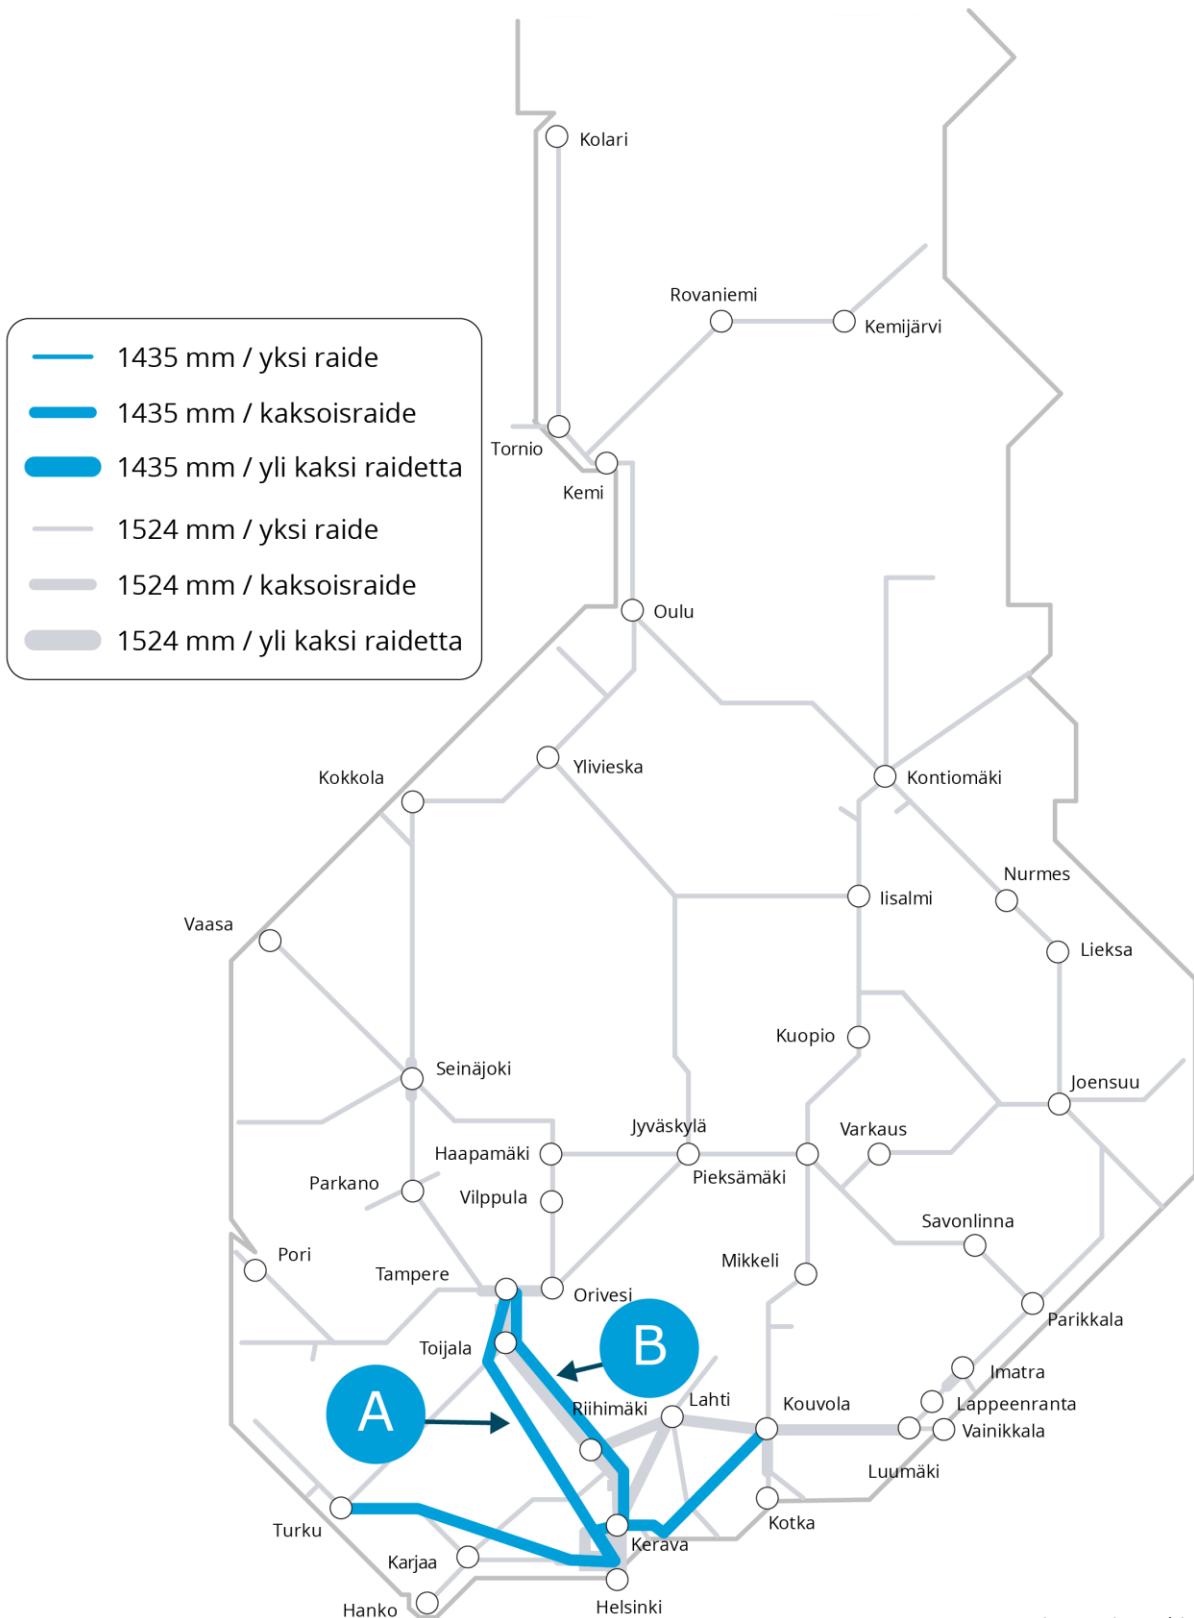 Kolari
Rovaniemi
Kemijärvi
1435 mm / yksi raide
1435 mm / kaksoisraide
1435 mm / yli kaksi raidetta
1524 mm / yksi raide
1524 mm / kaksoisraide
1524 mm / yli kaksi raidetta
Tornio
Kemi
Oulu
Ylivieska
Kokkola
Kontiomäki
Nurmes
Iisalmi
Vaasa
Lieksa
Kuopio
Seinäjoki
Joensuu
Jyväskylä
Varkaus
Haapamäki
Pieksämäki
Parkano
Vilppula
Savonlinna
Pori
Mikkeli
Tampere
Orivesi
Parikkala
Toijala
B
Imatra
A
Riihimäki
Lahti
Kouvola
Lappeenranta
Vainikkala
Luumäki
Turku
Kotka
Kerava
Karjaa
Helsinki
Hanko